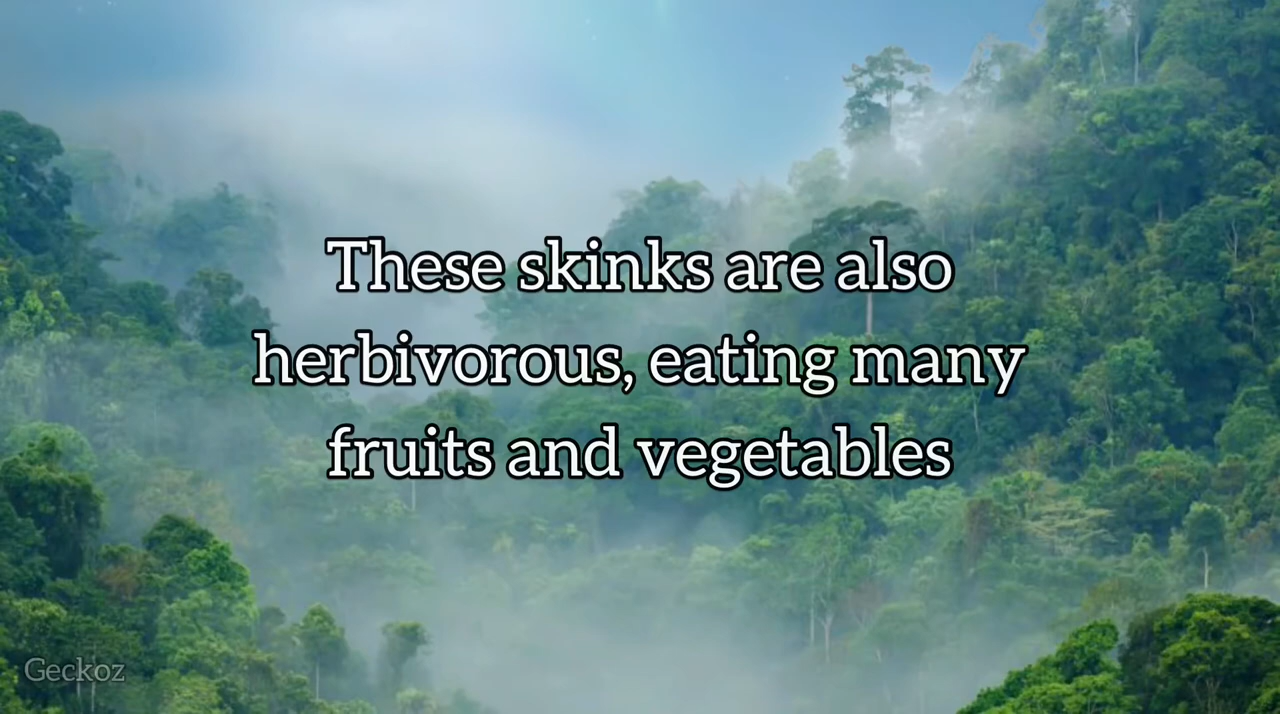 These skinks are also
herbivorous, eating many
fruits and vegetables
Geckoz